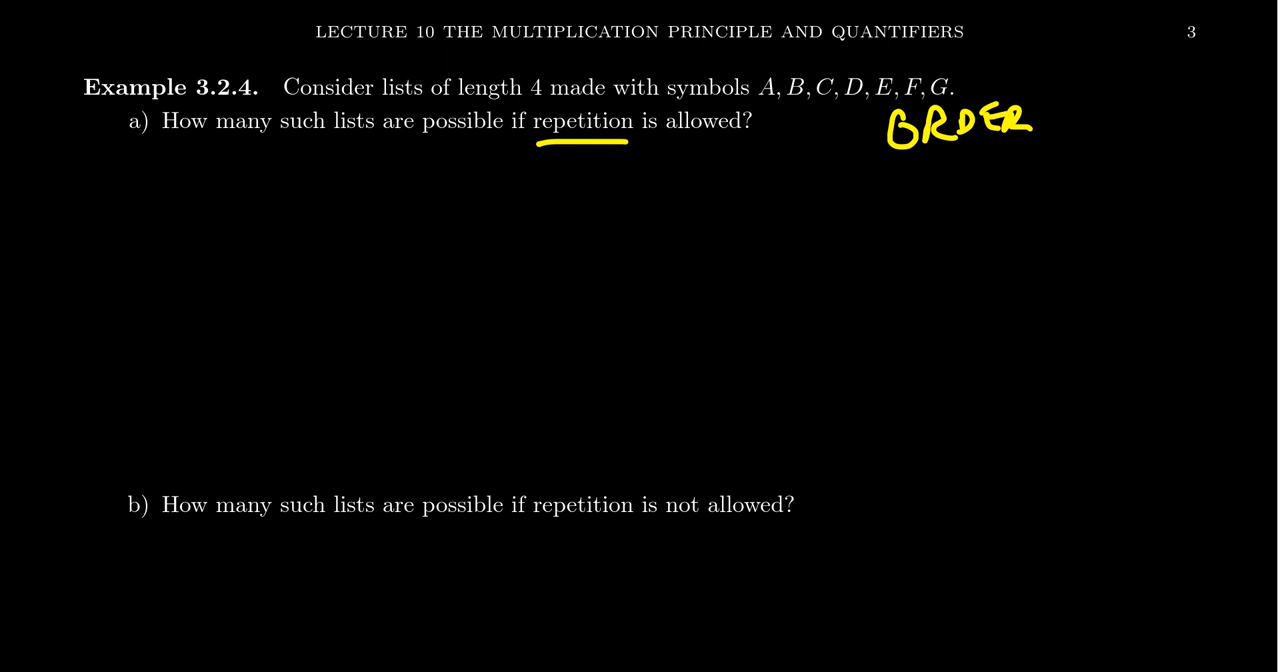 LECTURE 10 THE MULTIPLICATION PRINCIPLE AND QUANTIFIERS 3
Example 3.2.4. Consider lists of length 4 made with symbols A, B, C, D, E, F, G.
a) How many such lists are possible if repetition is allowed?
ORDER
b) How many such lists are possible if repetition is not allowed?